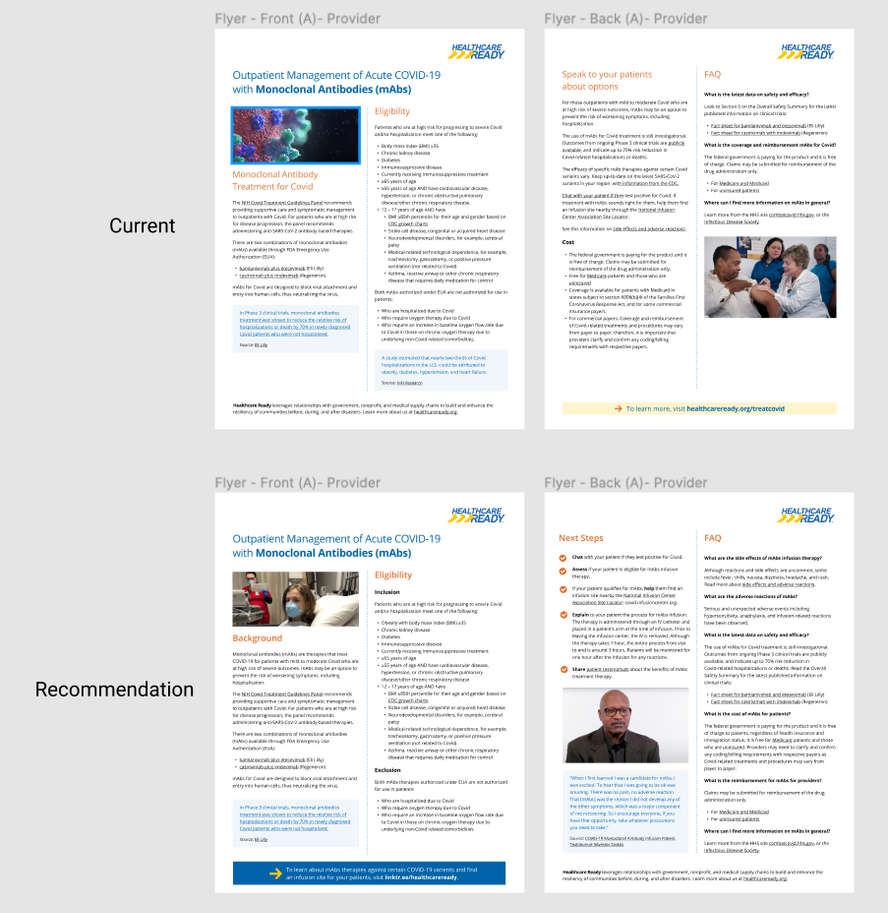 Flyer - Front (A)- Provider
Flyer - Back (A)- Provider
Current
HEALTHCARE
READY
Outpatient Management of Acute COVID-19
with Monoclonal Antibodies (mAbs)
Monoclonal Antibody
Treatment for Covid
The NIH Covid Treatment Guidelines Panel recommends
providing supportive care and symptomatic management
to outpatients with Covid. For patients who are at high risk
for disease progression, the panel recommends
administering anti-SARS-CoV-2 antibody-based therapies.
There are two combinations of monoclonal antibodies
(mAbs) available through FDA Emergency Use
Authorization (EUA):
• bamlanivimab plus etesevimab (Eli Lilly)
• casirivimab plus imdevimab (Regeneron)
mAbs for Covid are designed to block viral attachment and
entry into human cells, thus neutralizing the virus.
In Phase 3 clinical trials, monoclonal antibodies
treatment was shown to reduce the relative risk of
hospitalizations or death by 70% in newly diagnosed
Covid patients who were not hospitalized.
Source: Eli Lilly
Eligibility
Patients who are at high risk for progressing to severe Covid
and/or hospitalization meet one of the following:
• Body mass index (BMI) ≥35
• Chronic kidney disease
• Diabetes
• Immunosuppressive disease
• Currently receiving immunosuppressive treatment
• ≥65 years of age
• ≥55 years of age AND have cardiovascular disease,
hypertension, or chronic obstructive pulmonary
disease/other chronic respiratory disease.
• 12 – 17 years of age AND have:
• BMI ≥85th percentile for their age and gender based on
CDC growth charts
• Sickle cell disease, congenital or acquired heart disease
• Neurodevelopmental disorders, for example, cerebral
palsy
• Medical-related technological dependence, for example,
tracheostomy, gastrostomy, or positive pressure
ventilation (not related to Covid)
• Asthma, reactive airway or other chronic respiratory
disease that requires daily medication for control
Both mAbs authorized under EUA are not authorized for use in
patients:
• Who are hospitalized due to Covid
• Who require oxygen therapy due to Covid
• Who require an increase in baseline oxygen flow rate due
to Covid in those on chronic oxygen therapy due to
underlying non-Covid related comorbidities.
A study estimated that nearly two-thirds of Covid
hospitalizations in the U.S. could be attributed to
obesity, diabetes, hypertension, and heart failure.
Source: NIH Research
Healthcare Ready leverages relationships with government, nonprofit, and medical supply chains to build and enhance the
resiliency of communities before, during, and after disasters. Learn more about us at healthcareready.org.
HEALTHCARE
READY
Speak to your patients
about options
For those outpatients with mild to moderate Covid who are
at high risk of severe symptoms, mAbs may be an option to
prevent the risk of worsening symptoms, including
hospitalization.
The use of mAbs for Covid treatment is still investigational.
Outcomes from ongoing Phase 3 clinical trials are publicly
available, and indicate up to 70% risk reduction in
Covid-related hospitalizations or deaths.
The efficacy of specific mAbs therapies against certain Covid
variants vary. Keep up-to-date on the latest SARS-CoV-2
variants in your region with information from the CDC.
Chat with your patient if they test positive for Covid. If
treatment with mAbs sounds right for them, help them find
an infusion site nearby through the National Infusion
Center Association Site Locator.
See this information on side effects and adverse reactions.
Cost
• The federal government is paying for the product and it
is free of charge. Claims may be submitted for
reimbursement of the drug administration only.
• Free for Medicare patients and those who are
uninsured
• Coverage is available for patients with Medicaid in
states subject to section 6008(b)(4) of the Families First
Coronavirus Response Act, and for some commercial
insurance payers.
• For commercial payers: Coverage and reimbursement
of Covid-related treatments and procedures may vary
from payer to payer; therefore, it is important that
providers clarify and confirm any coding/billing
requirements with respective payers.
FAQ
What is the latest data on safety and efficacy?
Look to Section 5 on the Overall Safety Summary for the latest
published information on clinical trials:
• Fact sheet for bamlanivimab and etesevimab (Eli Lilly)
• Fact sheet for casirivimab with imdevimab (Regeneron)
What is the coverage and reimbursement mAbs for Covid?
The federal government is paying for the product and it is free
of charge. Claims may be submitted for reimbursement of the
drug administration only.
• For Medicare and Medicaid
• For uninsured patients
Where can I find more information on mAbs in general?
Learn more from the HHS site combatcovid.hhs.gov, or the
Infectious Disease Society.
→ To learn more, visit healthcareready.org/treatcovid
Flyer - Front (A)- Provider
Flyer - Back (A)- Provider
Recommendation
HEALTHCARE
READY
Outpatient Management of Acute COVID-19
with Monoclonal Antibodies (mAbs)
Background
Monoclonal antibodies (mAbs) are therapies that treat
COVID-19 for patients with mild to moderate Covid who are
at high risk of severe outcomes. mAbs may be an option to
prevent the risk of worsening symptoms, including
hospitalisation.
The NIH Covid Treatment Guidelines Panel recommends
providing supportive care and symptomatic management
to outpatients with Covid. For patients who are at high risk
for disease progression, the panel recommends
administering anti-SARS-CoV-2 antibody-based therapies.
There are two combinations of monoclonal antibodies
(mAbs) available through FDA Emergency Use
Authorization (EUA):
• bamlanivimab plus etesevimab (Eli Lilly)
• casirivimab plus imdevimab (Regeneron)
mAbs for Covid are designed to block viral attachment and
entry into human cells, thus neutralizing the virus.
In Phase 3 clinical trials, monoclonal antibodies
treatment was shown to reduce the relative risk of
hospitalizations or death by 70% in newly diagnosed
Covid patients who were not hospitalized.
Source: Eli Lilly
Eligibility
Inclusion
Patients who are at high risk for progressing to severe Covid
and/or hospitalization meet one of the following:
• Obesity with body mass index (BMI) ≥35
• Chronic kidney disease
• Diabetes
• Immunosuppressive disease
• Currently receiving immunosuppressive treatment
• ≥65 years of age
• ≥55 years of age AND have cardiovascular disease,
hypertension, or chronic obstructive pulmonary
disease/other chronic respiratory disease.
• 12 – 17 years of age AND have:
• BMI ≥85th percentile for their age and gender based on
CDC growth charts
• Sickle cell disease, congenital or acquired heart disease
• Neurodevelopmental disorders, for example, cerebral
palsy
• Medical-related technological dependence, for example,
tracheostomy, gastrostomy, or positive pressure
ventilation (not related to Covid)
• Asthma, reactive airway or other chronic respiratory
disease that requires daily medication for control
Exclusion
Both mAbs therapies authorized under EUA are not authorized
for use in patients:
• Who are hospitalized due to Covid
• Who require oxygen therapy due to Covid
• Who require an increase in baseline oxygen flow rate due
to Covid in those on chronic oxygen therapy due to
underlying non-Covid related comorbidities.
To learn about mAbs therapies against certain COVID-19 variants and find
an infusion site for your patients, visit linktr.ee/healthcareready.
HEALTHCARE
READY
Next Steps
Chat with your patient if they test positive for Covid.
Assess if your patient is eligible for mAbs infusion
therapy.
If your patient qualifies for mAbs, help them find an
infusion site nearby the National Infusion Center
Association Site Locator: covid.infusioncenter.org.
Explain to your patient the process for mAbs infusion.
The therapy is administered through an IV catheter and
placed in a patient's arm at the time of infusion. Prior to
leaving the infusion center, the IV is removed. Although
the therapy takes 1 hour, the entire process from start
to end is around 3 hours. Patients will be monitored for
one hour after the infusion for any reactions.
Share patient testimonials about the benefits of mAbs
treatment therapy.
"When I first learned I was a candidate for mAbs, I
was excited. To hear that I am going to be ok was
amazing. There was no pain, no adverse reaction.
That [mAbs] was the reason I did not develop any of
the other symptoms, which was a major component
of me recovering. So I encourage everyone, if you
have that opportunity, take whatever precautions
you need to take."
Source: COVID-19 Monoclonal Antibody Infusion Patient
FAQ
What are the side effects of mAbs infusion therapy?
Although reactions and side effects are uncommon, some
include fever, chills, nausea, dizziness, headache, and rash.
Read more about side effects and adverse reactions.
What are the adverse reactions of mAbs?
Serious and unexpected adverse events including
hypersensitivity, anaphylaxis, and infusion-related reactions
have been observed.
What is the latest data on safety and efficacy?
The use of mAbs for Covid treatment is still investigational.
Outcomes from ongoing Phase 3 clinical trials are publicly
available, and indicate up to 70% risk reduction in
Covid-related hospitalizations or deaths. Read the Overall
Safety Summary for the latest published information on
clinical trials:
• Fact sheet for bamlanivimab and etesevimab (Eli Lilly)
• Fact sheet for casirivimab with imdevimab (Regeneron)
What is the cost of mAbs for patients?
The federal government is paying for the product and it is free
of charge to patients, regardless of health insurance and
immigration status. It is free for Medicare patients and those
who are uninsured. Providers may need to clarify and confirm
any coding/billing requirements with respective payers as
Covid-related treatments and procedures may vary from
payer to payer.
What is the reimbursement for mAbs for providers?
Claims may be submitted for reimbursement of the drug
administration only.
• For Medicare and Medicaid
• For uninsured patients
Where can I find more information on mAbs in general?
Learn more from the HHS site combatcovid.hhs.gov, or the
Infectious Disease Society.
Healthcare Ready leverages relationships with government, nonprofit, and medical supply chains to build and enhance the
resiliency of communities before, during, and after disasters. Learn more about us at healthcareready.org.